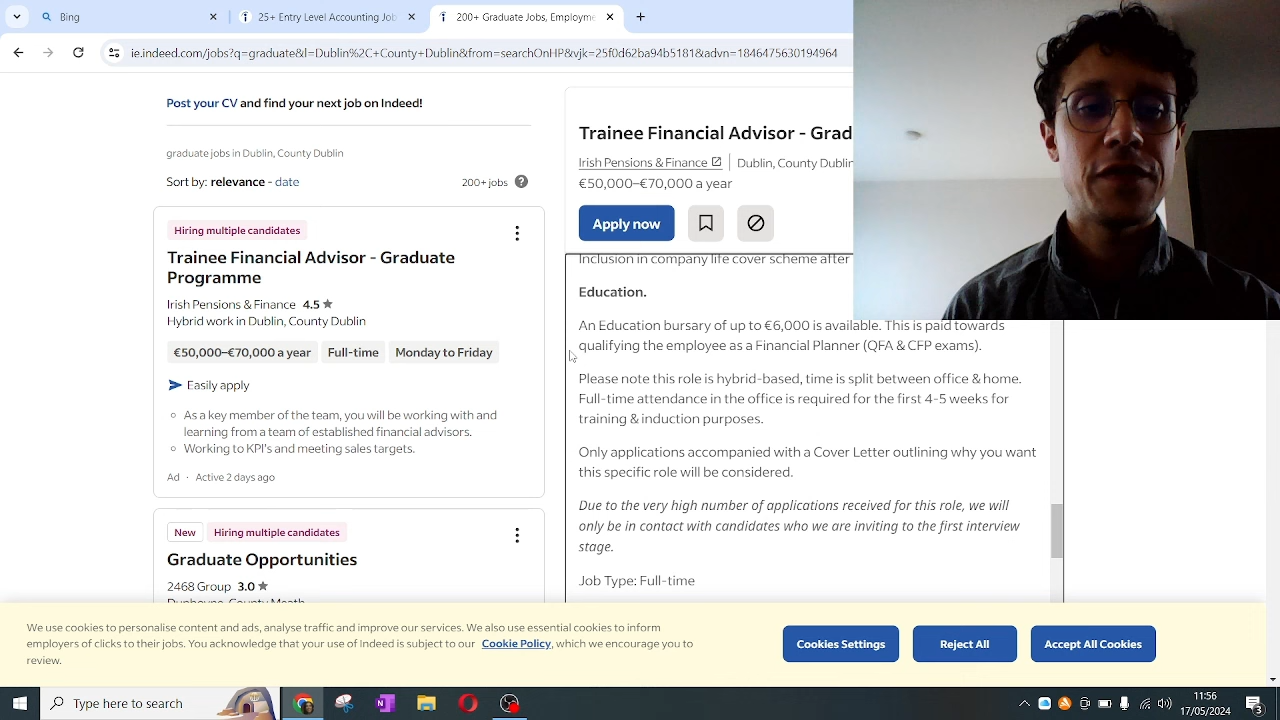 Bing
25+ Entry Level Accounting Jol
200+ Graduate Jobs, Employme
ie.indeed.com/jobs?q=graduate&l=Dublin%2C+County+Dublin&from=searchOnHP&vjk=25f0d62ba94b5181&advn=1846475630194964
Post your CV and find your next job on Indeed!
graduate jobs in Dublin, County Dublin
Sort by: relevance - date
200+ jobs
Hiring multiple candidates
Trainee Financial Advisor - Graduate
Programme
Irish Pensions & Finance 4.5
Hybrid work in Dublin, County Dublin
€50,000–€70,000 a year Full-time Monday to Friday
Easily apply
As a key member of the team, you will be working with and
learning from a team of established financial advisors.
Working to KPI's and meeting sales targets.
Ad · Active 2 days ago
New Hiring multiple candidates
Graduate Opportunities
2468 Group 3.0
Dunboyne, County Meath
Trainee Financial Advisor - Grad
Irish Pensions & Finance Dublin, County Dublin
€50,000–€70,000 a year
Apply now
Inclusion in company life cover scheme after
Education.
An Education bursary of up to €6,000 is available. This is paid towards
qualifying the employee as a Financial Planner (QFA & CFP exams).
Please note this role is hybrid-based, time is split between office & home.
Full-time attendance in the office is required for the first 4-5 weeks for
training & induction purposes.
Only applications accompanied with a Cover Letter outlining why you want
this specific role will be considered.
Due to the very high number of applications received for this role, we will
only be in contact with candidates who we are inviting to the first interview
stage.
Job Type: Full-time
We use cookies to personalise content and ads, analyse traffic and improve our services. We also use essential cookies to inform
employers of clicks to their jobs. You acknowledge that your use of Indeed is subject to our Cookie Policy, which we encourage you to
review.
Cookies Settings
Reject All
Accept All Cookies
Type here to search
11:56
17/05/2024